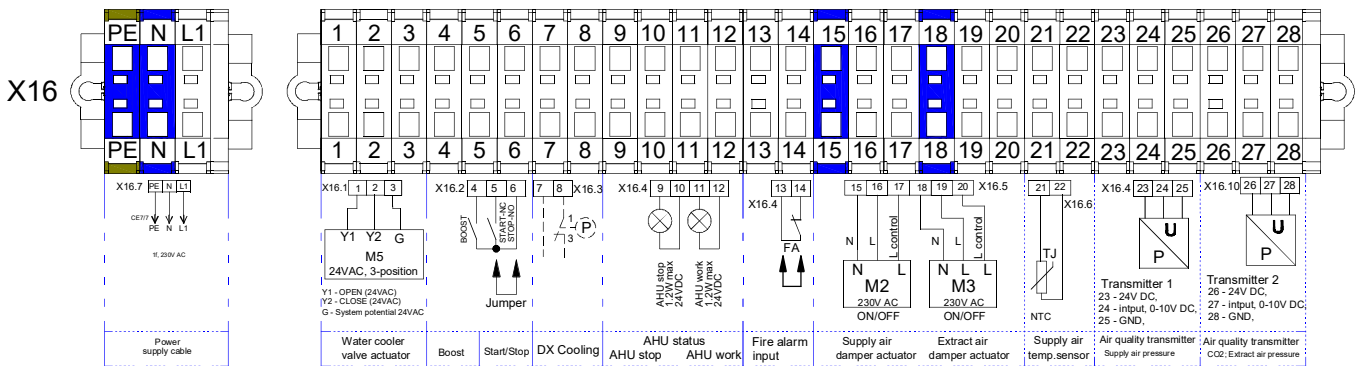 PE N L1
1 2 3 4 5 6 7 8 9 10 11 12 13 14 15 16 17 18 19 20 21 22 23 24 25 26 27 28
X16
PE N L1
1 2 3 4 5 6 7 8 9 10 11 12 13 14 15 16 17 18 19 20 21 22 23 24 25 26 27 28
X16.7 PE N L1
CE7/7
PE N L1
1f, 230V AC
Power
supply cable
X16.1 1 2 3
Y1 Y2 G
M5
24VAC, 3-position
Y1 - OPEN (24VAC)
Y2 - CLOSE (24VAC)
G - System potential 24VAC
Water cooler
valve actuator
X16.2 4 5 6
BOOST
START-NC
STOP-NO
Jumper
Boost
Start/Stop
7 8 X16.3
1
3
P
DX Cooling
X16.4 9 10 11 12
AHU stop
1.2W max
24VDC
AHU work
1.2W max
24VDC
AHU status
AHU stop AHU work
13 14
X16.4
FA
Fire alarm
input
15 16 17 18 19 20 X16.5
N L L control
N L
M2
230V AC
ON/OFF
Supply air
damper actuator
N L L control
N L L
M3
230V AC
ON/OFF
Extract air
damper actuator
21 22
X16.6
TJ
NTC
Supply air
temp.sensor
X16.4 23 24 25
U
P
Transmitter 1
23 - 24V DC,
24 - intput, 0-10V DC,
25 - GND,
Air quality transmitter
Supply air pressure
X16.10 26 27 28
U
P
Transmitter 2
26 - 24V DC,
27 - intput, 0-10V DC,
28 - GND,
Air quality transmitter
CO2; Extract air pressure